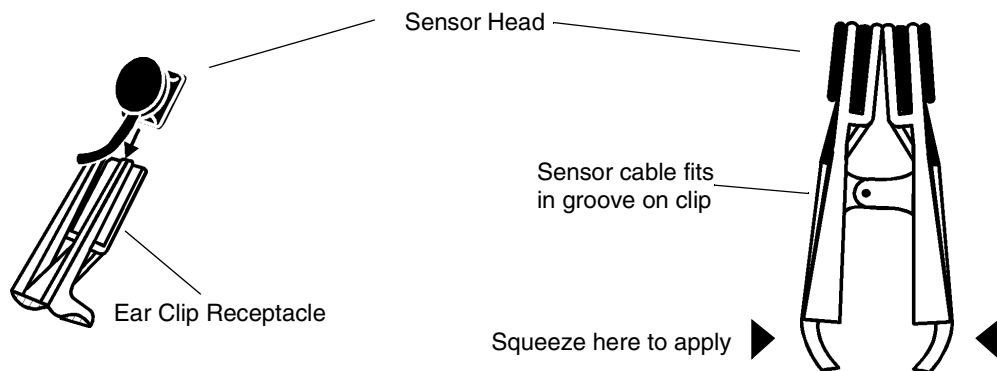 Sensor Head
Sensor cable fits
in groove on clip
Ear Clip Receptacle
Squeeze here to apply